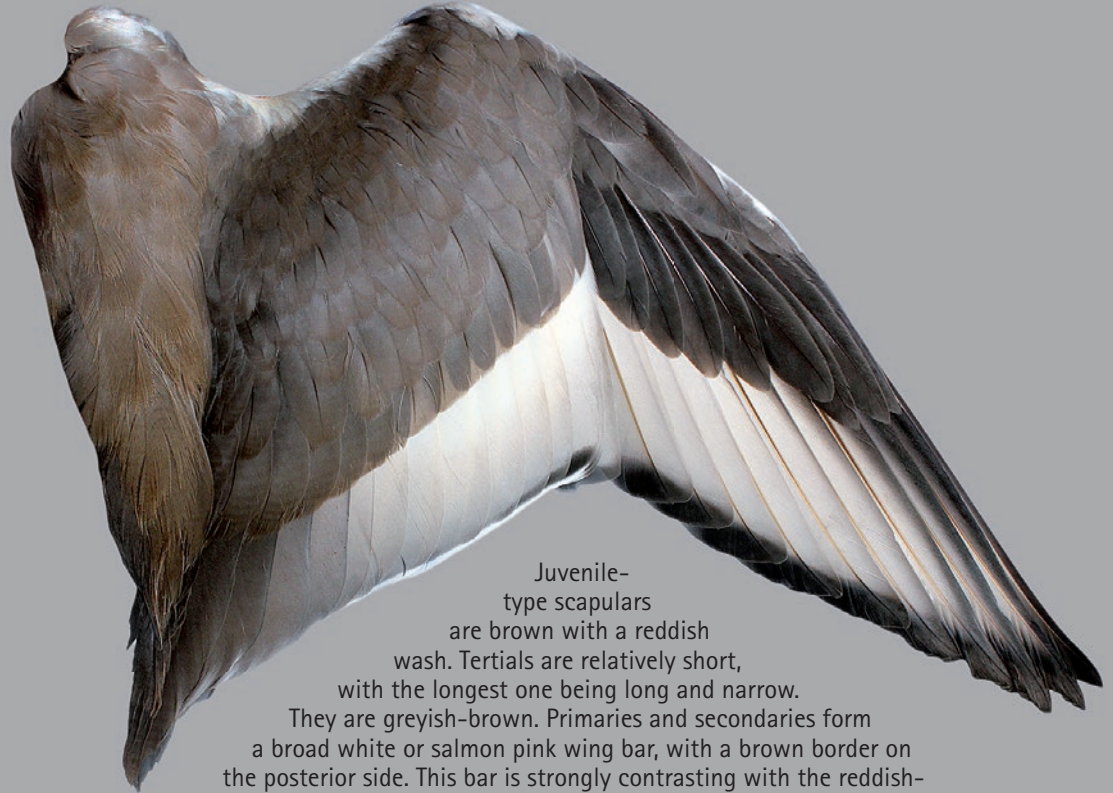 Juvenile-
type scapulars
are brown with a reddish
wash. Tertials are relatively short,
with the longest one being long and narrow.
They are greyish-brown. Primaries and secondaries form
a broad white or salmon pink wing bar, with a brown border on
the posterior side. This bar is strongly contrasting with the reddish-